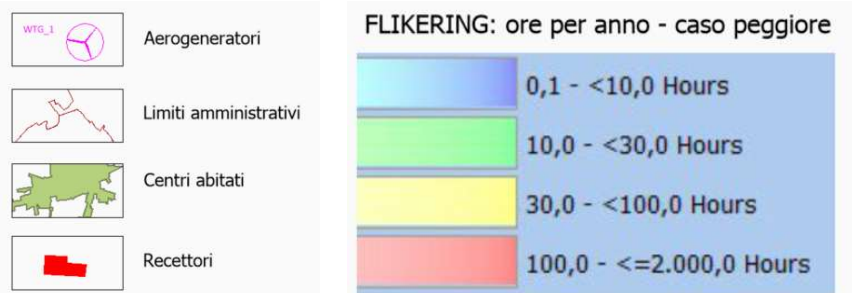 WTG_1
Aerogeneratori
Limiti amministrativi
Centri abitati
Recettori
FLIKERING: ore per anno - caso peggiore
0,1 - <10,0 Hours
10,0 - <30,0 Hours
30,0 - <100,0 Hours
100,0 - <=2.000,0 Hours